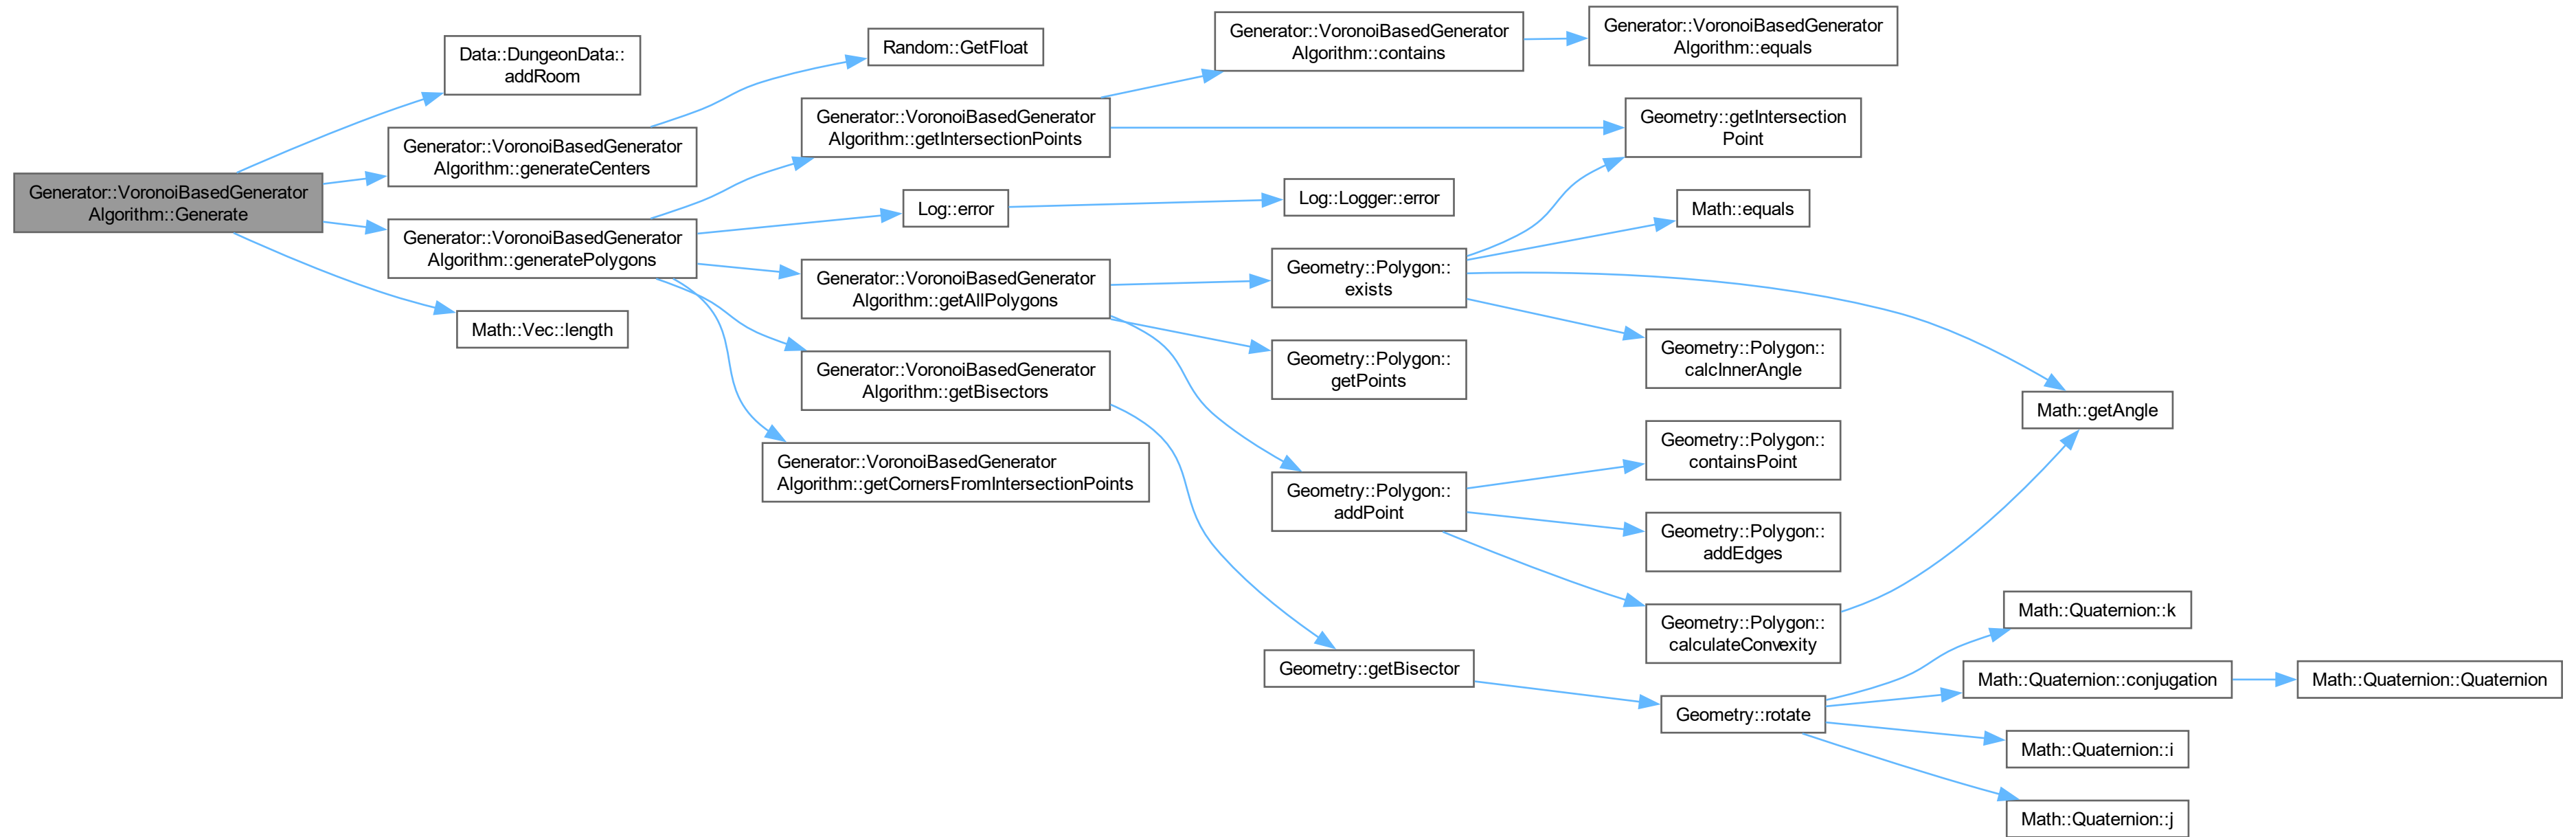 Generator::VoronoiBasedGenerator
Algorithm::Generate
Data::DungeonData::
addRoom
Generator::VoronoiBasedGenerator
Algorithm::generateCenters
Generator::VoronoiBasedGenerator
Algorithm::generatePolygons
Math::Vec::length
Random::GetFloat
Generator::VoronoiBasedGenerator
Algorithm::getIntersectionPoints
Log::error
Generator::VoronoiBasedGenerator
Algorithm::getAllPolygons
Generator::VoronoiBasedGenerator
Algorithm::getBisectors
Generator::VoronoiBasedGenerator
Algorithm::getCornersFromIntersectionPoints
Generator::VoronoiBasedGenerator
Algorithm::contains
Log::Logger::error
Geometry::Polygon::
exists
Geometry::Polygon::
getPoints
Geometry::Polygon::
addPoint
Geometry::getBisector
Generator::VoronoiBasedGenerator
Algorithm::equals
Geometry::getIntersection
Point
Math::equals
Geometry::Polygon::
calcInnerAngle
Geometry::Polygon::
containsPoint
Geometry::Polygon::
addEdges
Geometry::Polygon::
calculateConvexity
Geometry::rotate
Math::getAngle
Math::Quaternion::k
Math::Quaternion::conjugation
Math::Quaternion::i
Math::Quaternion::j
Math::Quaternion::Quaternion